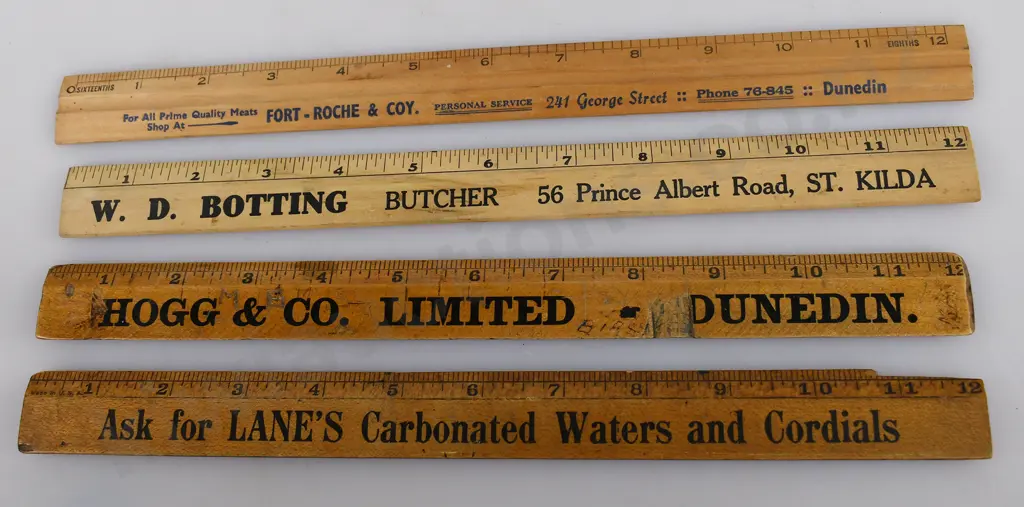 0 SIXTEENTHS 1 2 3 4 5 6 7 8 9 10 11 EIGHTHS 12
For All Prime Quality Meats
Shop At
FORT-ROCHE & COY. PERSONAL SERVICE 241 George Street :: Phone 76-845 :: Dunedin
1 2 3 4 5 6 7 8 9 10 11 12
W. D. BOTTING BUTCHER 56 Prince Albert Road, ST. KILDA
1 2 3 4 5 6 7 8 9 10 11 12
HOGG & CO. LIMITED - DUNEDIN.
1 2 3 4 5 6 7 8 9 10 11 12
Ask for LANE'S Carbonated Waters and Cordials